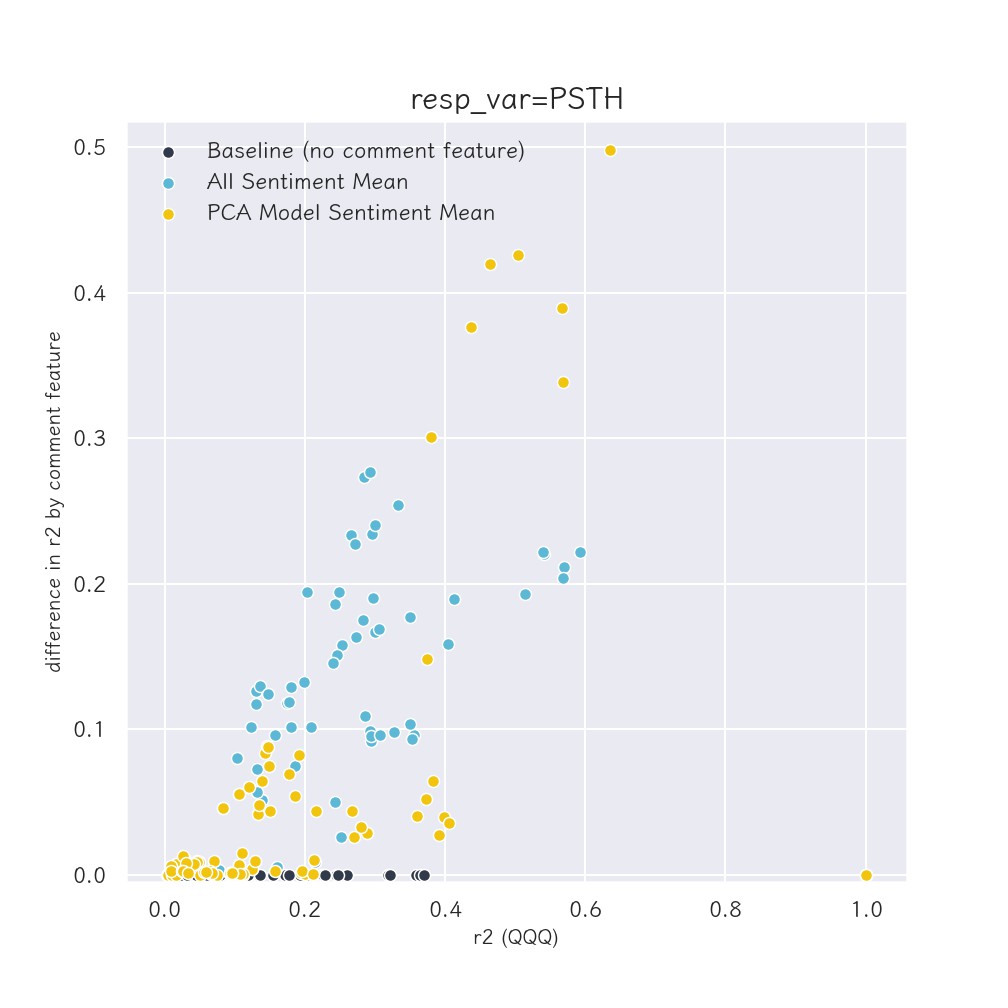 resp_var=PSTH
Baseline (no comment feature)
All Sentiment Mean
PCA Model Sentiment Mean
difference in r2 by comment feature
0.5
0.4
0.3
0.2
0.1
0.0
0.0 0.2 0.4 0.6 0.8 1.0
r2 (QQQ)